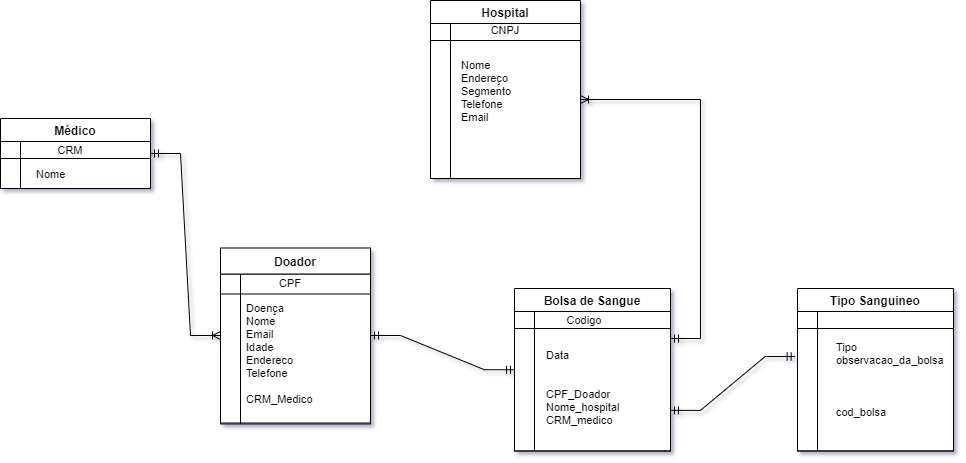 Hospital
CNPJ
Nome
Endereço
Segmento
Telefone
Email
Médico
CRM
Nome
Doador
CPF
Doença
Nome
Email
Idade
Endereco
Telefone
CRM_Medico
Bolsa de Sangue
Codigo
Data
CPF_Doador
Nome_hospital
CRM_medico
Tipo Sanguineo
Tipo
observacao_da_bolsa
cod_bolsa